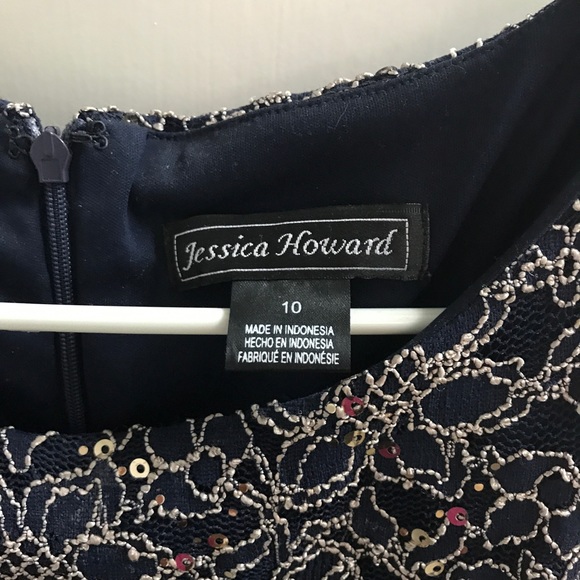 Jessica Howard
10
MADE IN INDONESIA
HECHO EN INDONESIA
FABRIQUÉ EN INDONÉSIE